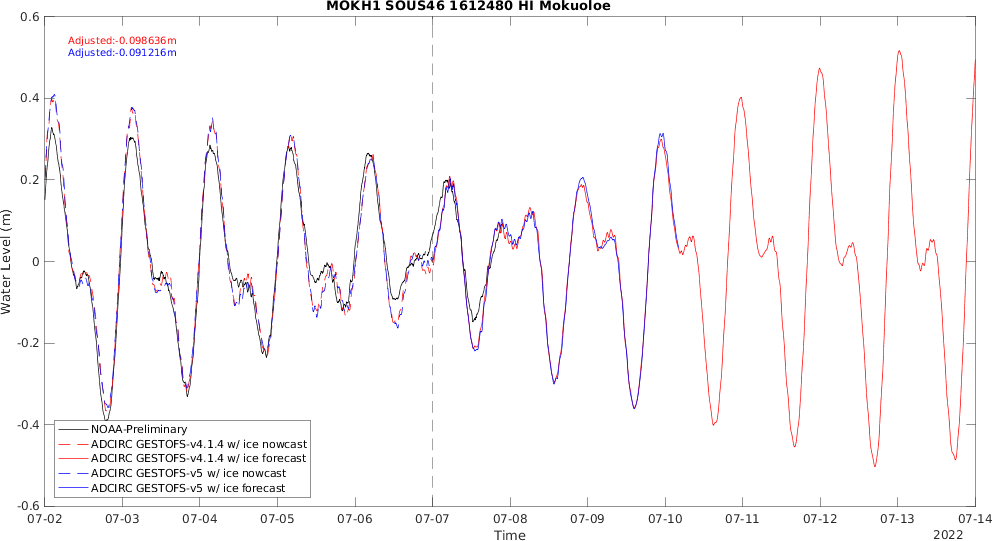 MOKH1 SOUS46 1612480 HI Mokuoloe
Adjusted:-0.098636m
Adjusted:-0.091216m
Water Level (m)
0.6
0.4
0.2
0
-0.2
-0.4
-0.6
NOAA-Preliminary
ADCIRC GESTOFS-v4.1.4 w/ ice nowcast
ADCIRC GESTOFS-v4.1.4 w/ ice forecast
ADCIRC GESTOFS-v5 w/ ice nowcast
ADCIRC GESTOFS-v5 w/ ice forecast
07-02 07-03 07-04 07-05 07-06 07-07 07-08 07-09 07-10 07-11 07-12 07-13 07-14
Time
2022